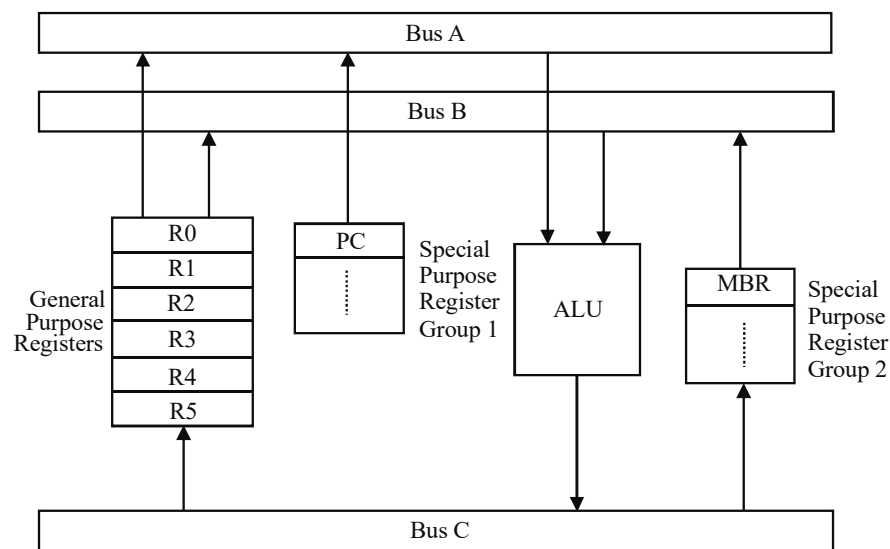 Bus A
Bus B
R0
R1
R2
R3
R4
R5
General
Purpose
Registers
PC
Special
Purpose
Register
Group 1
ALU
MBR
Special
Purpose
Register
Group 2
Bus C